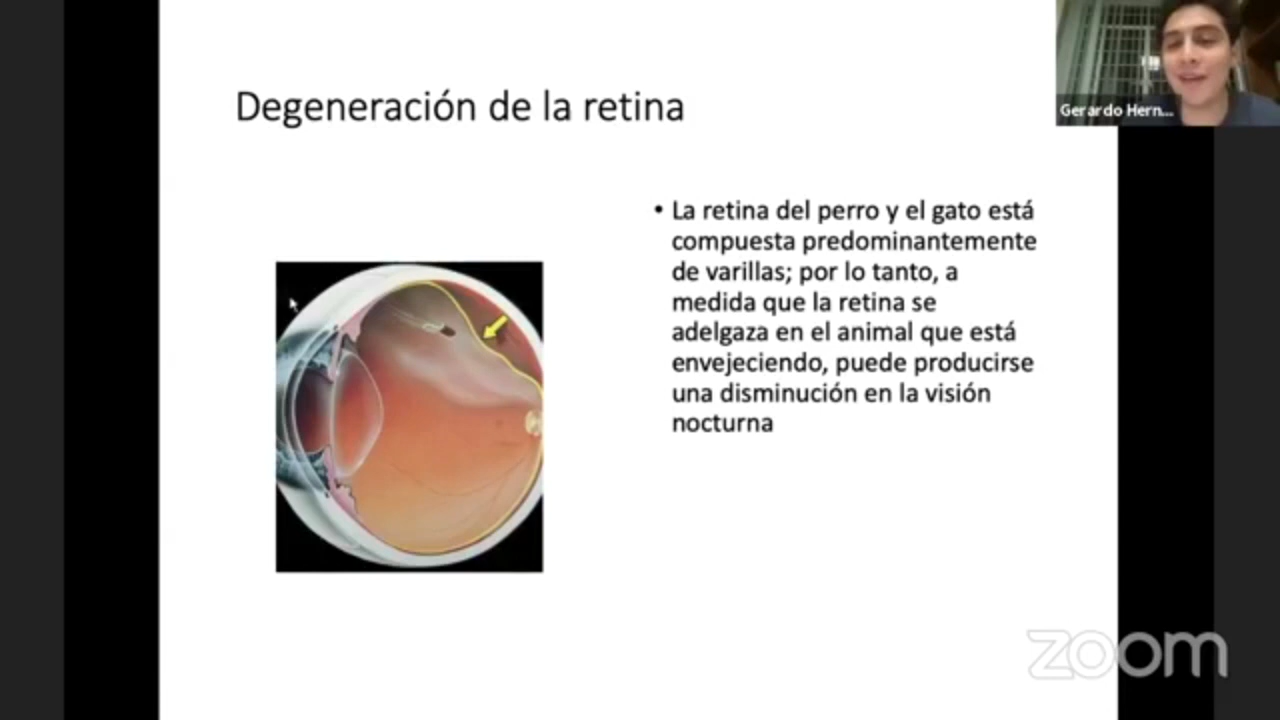 Degeneración de la retina
Gerardo Hern...
• La retina del perro y el gato está
compuesta predominantemente
de varillas; por lo tanto, a
medida que la retina se
adelgaza en el animal que está
envejeciendo, puede producirse
una disminución en la visión
nocturna
zoom